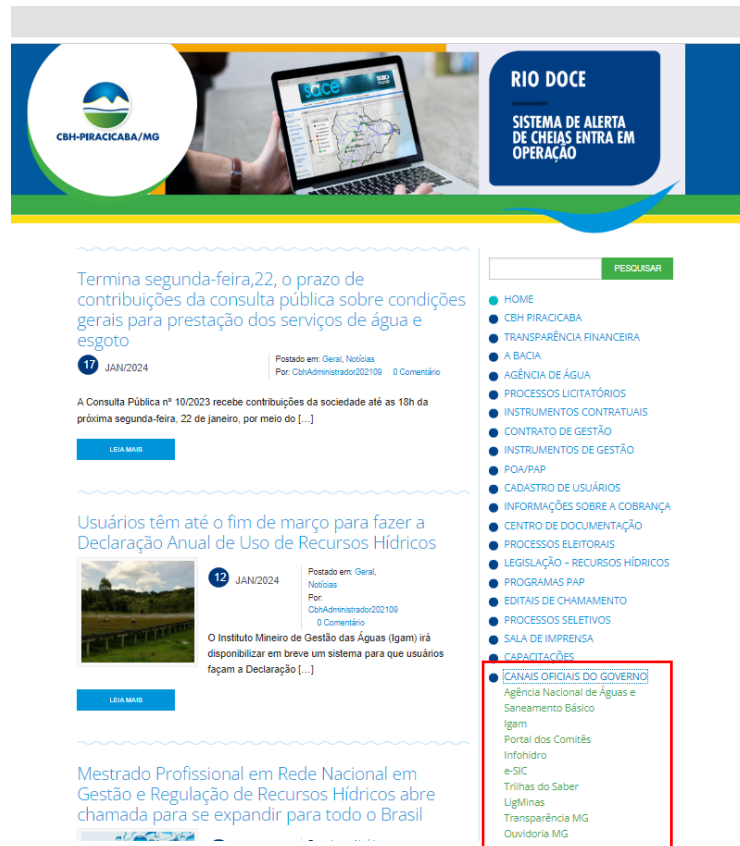 sace
CBH-PIRACICABA/MG
RIO DOCE
SISTEMA DE ALERTA
DE CHEIAS ENTRA EM
OPERAÇÃO
Termina segunda-feira,22, o prazo de
contribuições da consulta pública sobre condições
gerais para prestação dos serviços de água e
esgoto
17 JAN/2024
Postado em: Geral, Notícias
Por: CbhAdministrador202109 0 Comentário
A Consulta Pública nº 10/2023 recebe contribuições da sociedade até as 18h da
próxima segunda-feira, 22 de janeiro, por meio do […]
LEIA MAIS
Usuários têm até o fim de março para fazer a
Declaração Anual de Uso de Recursos Hídricos
12 JAN/2024
Postado em: Geral,
Notícias
Por:
CbhAdministrador202109
0 Comentário
O Instituto Mineiro de Gestão das Águas (Igam) irá
disponibilizar em breve um sistema para que usuários
façam a Declaração […]
LEIA MAIS
Mestrado Profissional em Rede Nacional em
Gestão e Regulação de Recursos Hídricos abre
chamada para se expandir para todo o Brasil
PESQUISAR
HOME
CBH PIRACICABA
TRANSPARÊNCIA FINANCEIRA
A BACIA
AGÊNCIA DE ÁGUA
PROCESSOS LICITATÓRIOS
INSTRUMENTOS CONTRATUAIS
CONTRATO DE GESTÃO
INSTRUMENTOS DE GESTÃO
POA/PAP
CADASTRO DE USUÁRIOS
INFORMAÇÕES SOBRE A COBRANÇA
CENTRO DE DOCUMENTAÇÃO
PROCESSOS ELEITORAIS
LEGISLAÇÃO – RECURSOS HÍDRICOS
PROGRAMAS PAP
EDITAIS DE CHAMAMENTO
PROCESSOS SELETIVOS
SALA DE IMPRENSA
CAPACITAÇÕES
CANAIS OFICIAIS DO GOVERNO
Agência Nacional de Águas e
Saneamento Básico
Igam
Portal dos Comitês
Infohidro
e-SIC
Trilhas do Saber
LigMinas
Transparência MG
Ouvidoria MG